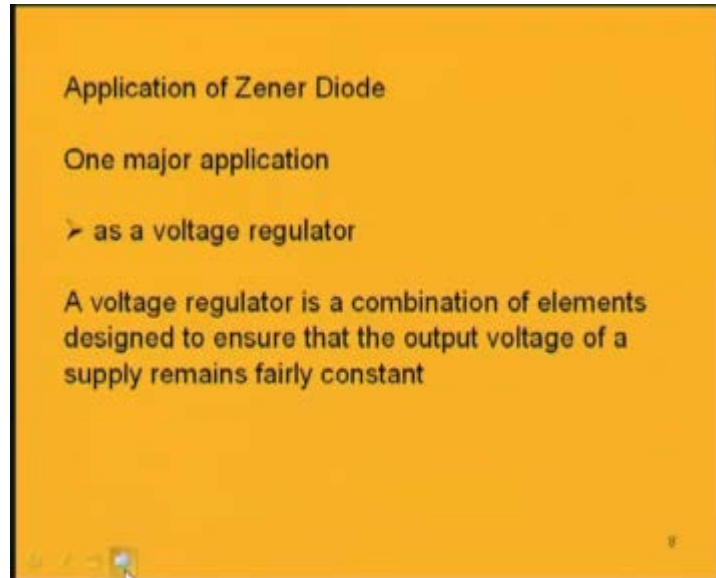 Application of Zener Diode
One major application
➢ as a voltage regulator
A voltage regulator is a combination of elements
designed to ensure that the output voltage of a
supply remains fairly constant